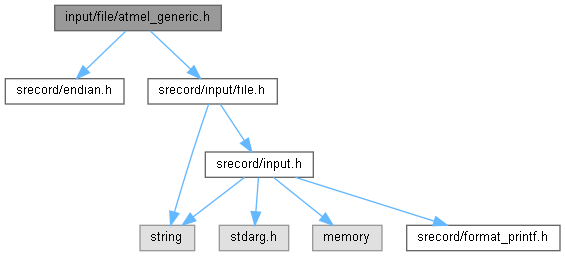 input/file/atmel_generic.h
srecord/endian.h
srecord/input/file.h
srecord/input.h
string
stdarg.h
memory
srecord/format_printf.h